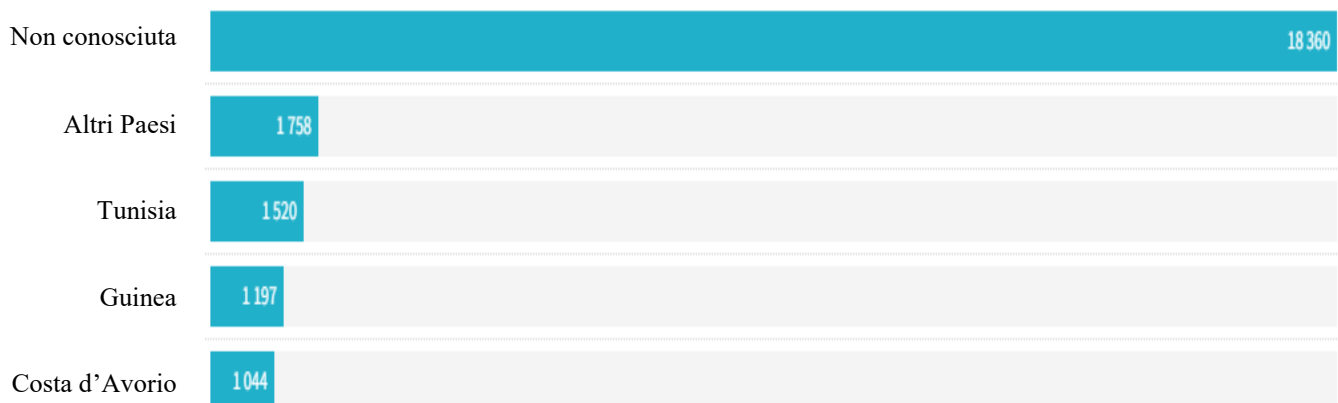 Non conosciuta 18 360
Altri Paesi 1 758
Tunisia 1 520
Guinea 1 197
Costa d’Avorio 1 044